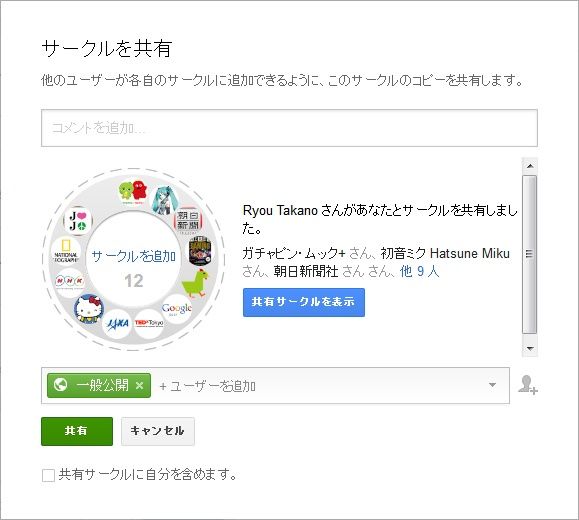 サークルを共有
他のユーザーが各自のサークルに追加できるように、このサークルのコピーを共有します。
コメントを追加...
サークルを追加
12
J J
朝日
新聞
NATIONAL
GEOGRAPHIC
NHK
JAXA
TEDxTokyo
Google
Ryou Takano さんがあなたとサークルを共有しまし
た。
ガチャピン・ムック+ さん、初音ミク Hatsune Miku
さん、朝日新聞社 さん さん、他 9 人
共有サークルを表示
一般公開 × + ユーザーを追加
共有 キャンセル
共有サークルに自分を含めます。